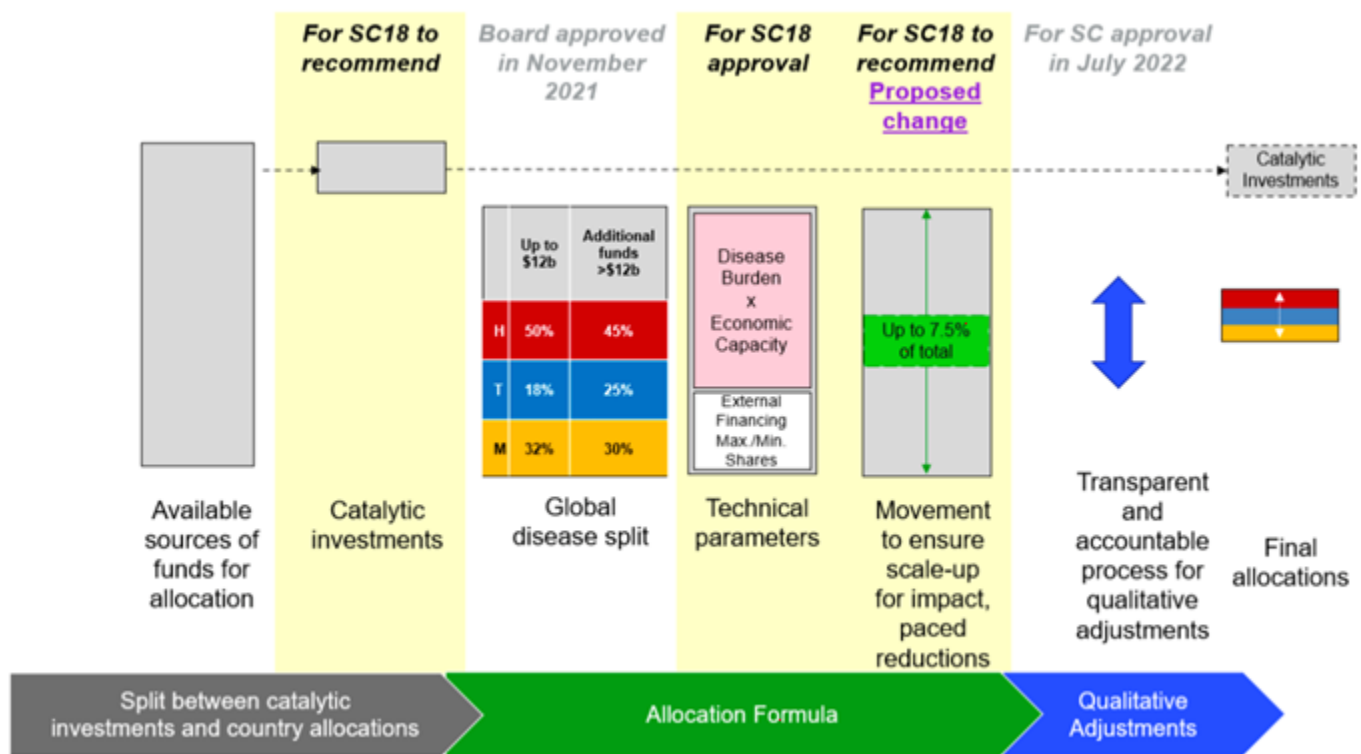 For SC18 to
recommend
Board approved
in November
2021
For SC18
approval
For SC18 to
recommend
Proposed
change
For SC approval
in July 2022
Catalytic
Investments
Up to
$12b
Additional
funds
>$12b
H 50% 45%
T 18% 25%
M 32% 30%
Disease
Burden
x
Economic
Capacity
External
Financing
Max./Min.
Shares
Up to 7.5%
of total
Available
sources of
funds for
allocation
Catalytic
investments
Global
disease split
Technical
parameters
Movement
to ensure
scale-up
for impact,
paced
reductions
Transparent
and
accountable
process for
qualitative
adjustments
Final
allocations
Split between catalytic
investments and country allocations
Allocation Formula
Qualitative
Adjustments